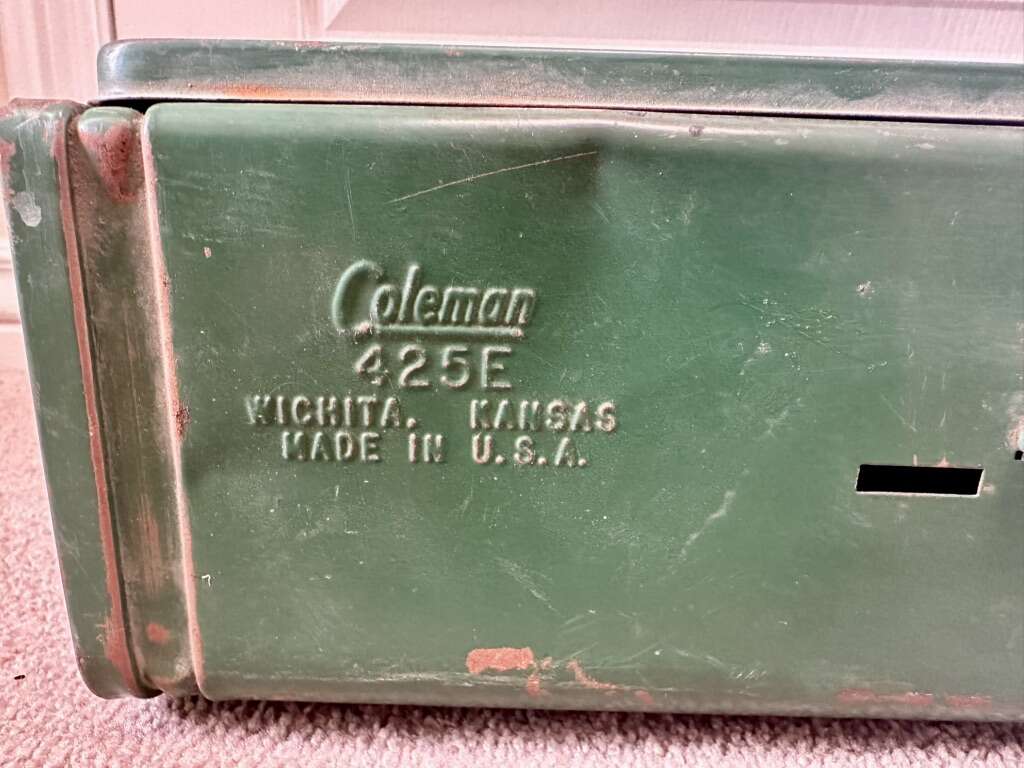 Coleman
425E
WICHITA. KANSAS
MADE IN U.S.A.